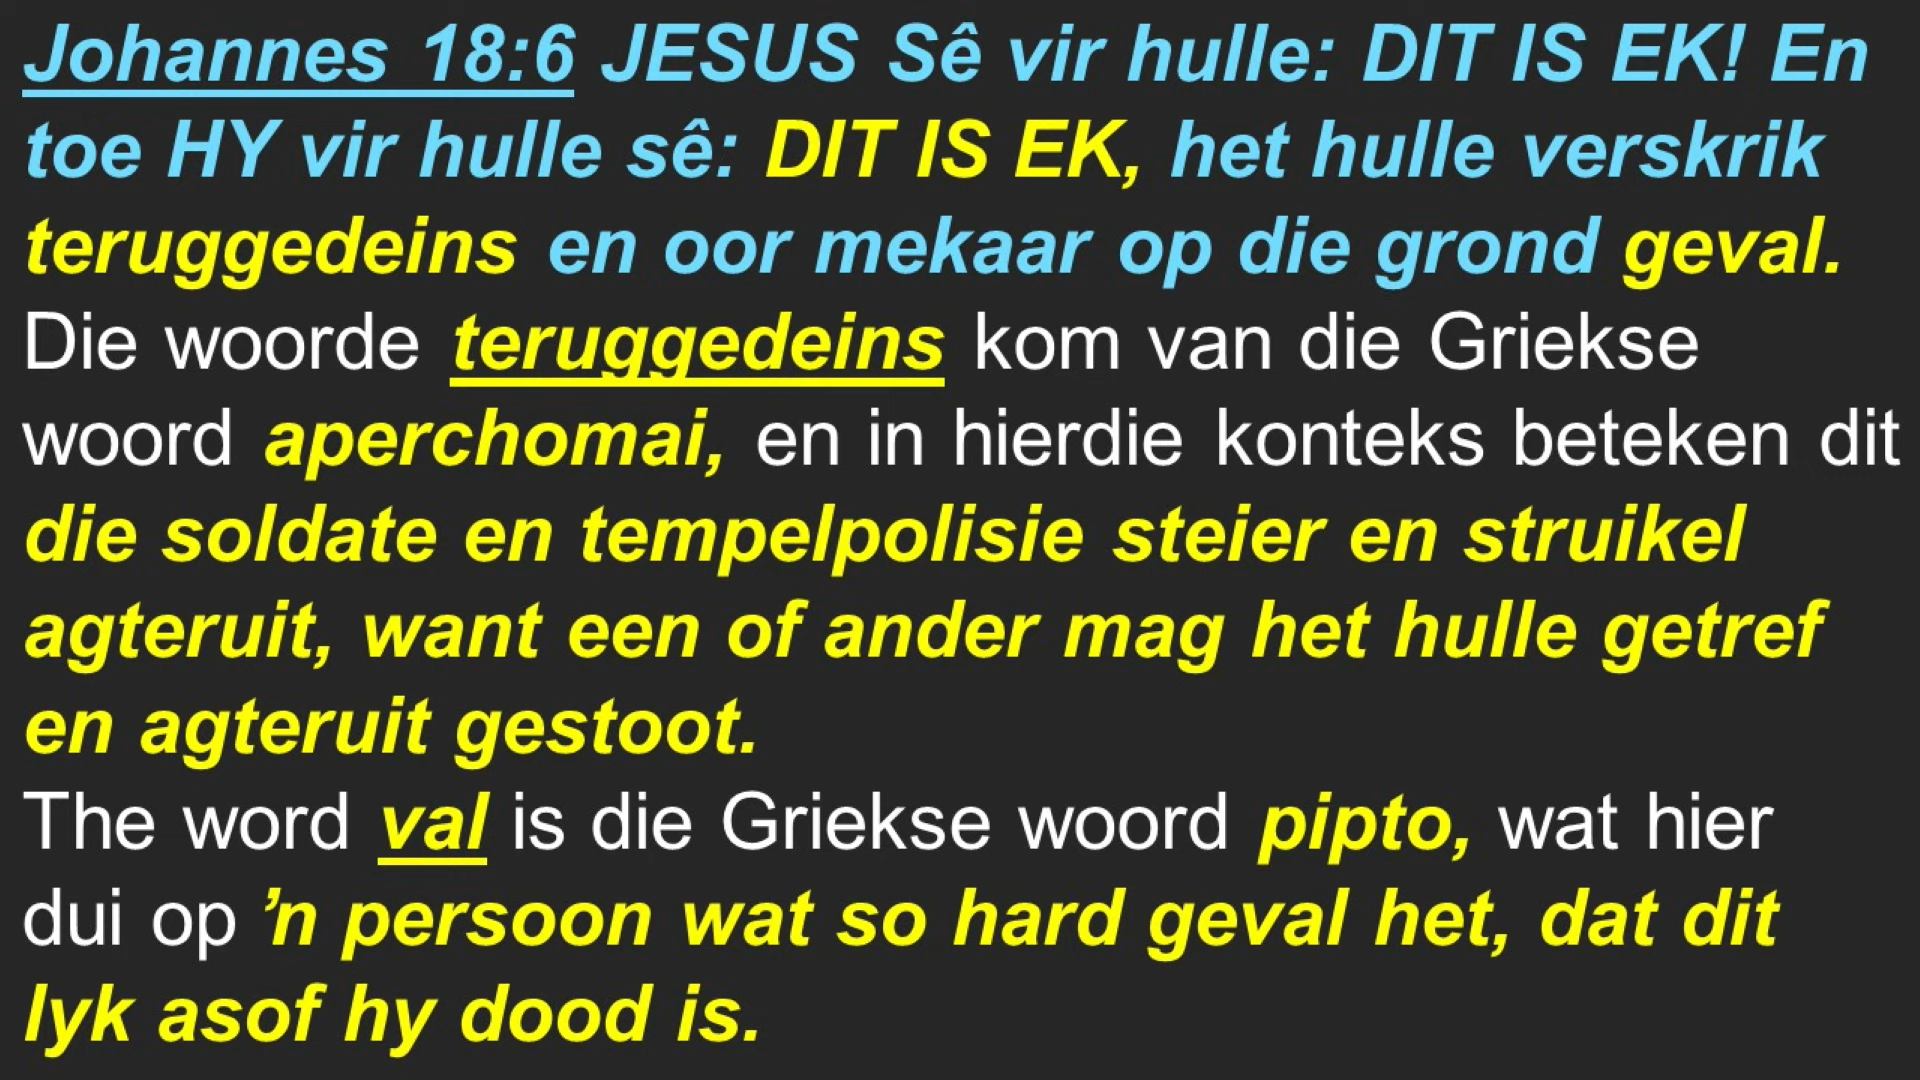 Johannes 18:6 JESUS Sê vir hulle: DIT IS EK! En
toe HY vir hulle sê: DIT IS EK, het hulle verskrik
teruggedeins en oor mekaar op die grond geval.
Die woorde teruggedeins kom van die Griekse
woord aperchomai, en in hierdie konteks beteken dit
die soldate en tempelpolisie steier en struikel
agteruit, want een of ander mag het hulle getref
en agteruit gestoot.
The word val is die Griekse woord pipto, wat hier
dui op ’n persoon wat so hard geval het, dat dit
lyk asof hy dood is.